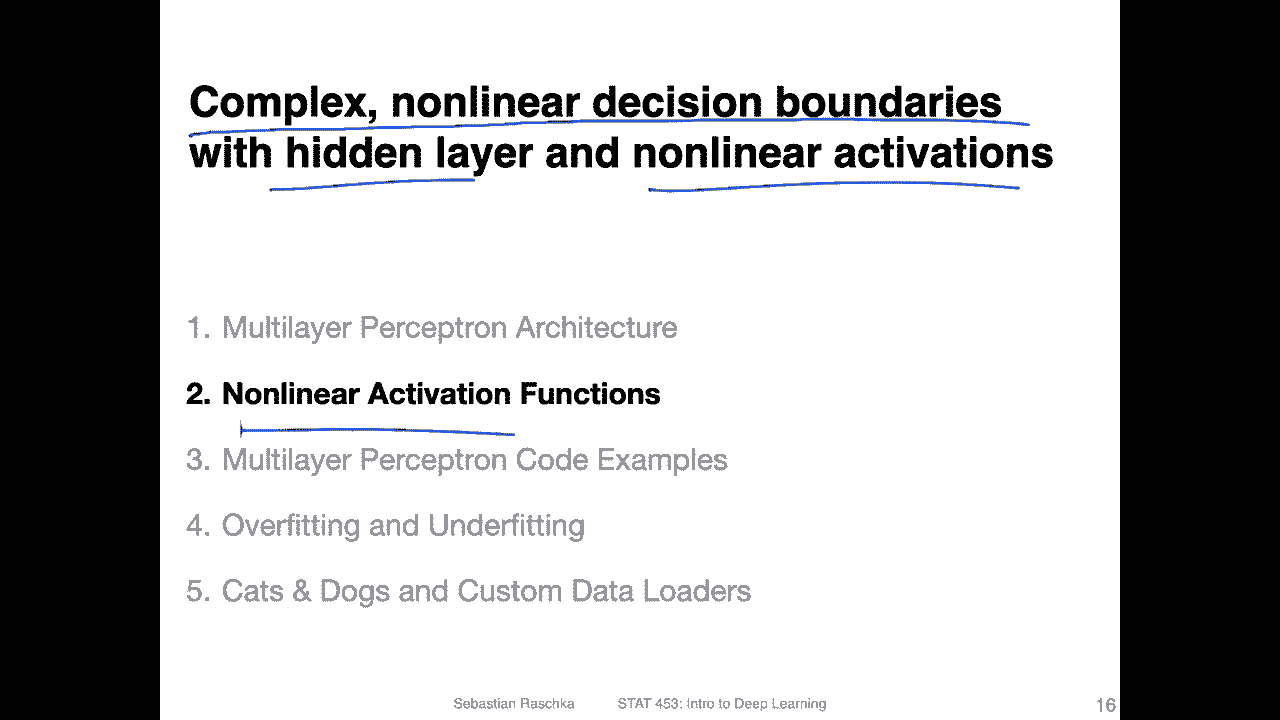 Complex, nonlinear decision boundaries
with hidden layer and nonlinear activations
1. Multilayer Perceptron Architecture
2. Nonlinear Activation Functions
3. Multilayer Perceptron Code Examples
4. Overfitting and Underfitting
5. Cats & Dogs and Custom Data Loaders
Sebastian Raschka STAT 453: Intro to Deep Learning 16